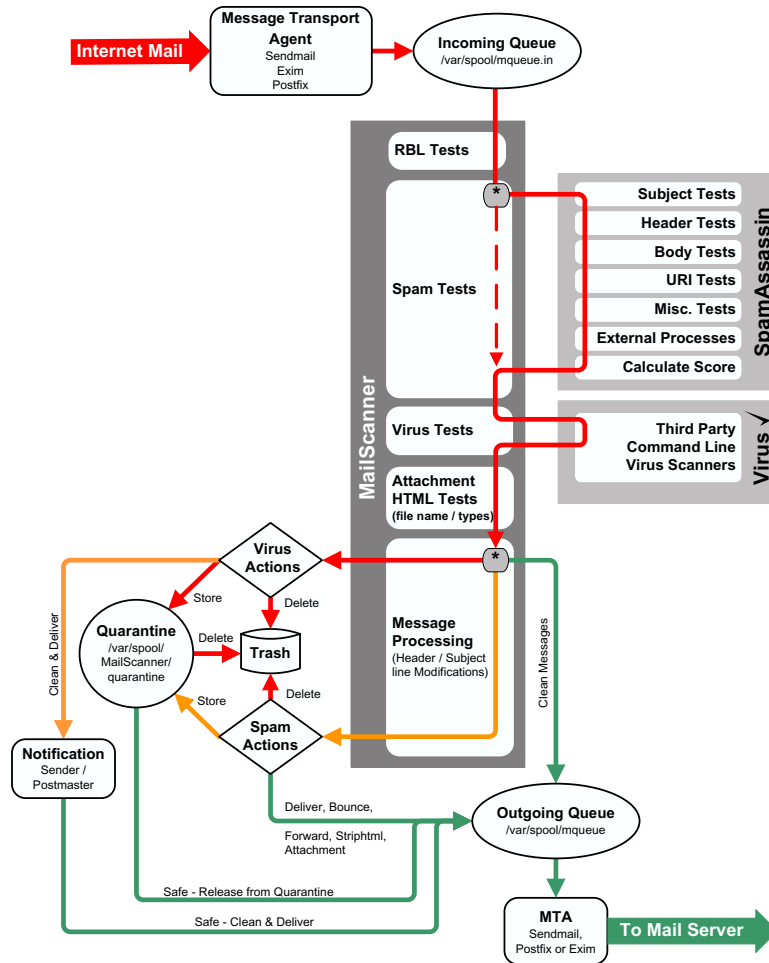 Internet Mail
Message Transport
Agent
Sendmail
Exim
Postfix
Incoming Queue
/var/spool/mqueue.in
MailScanner
RBL Tests
*
Spam Tests
Virus Tests
Attachment
HTML Tests
(file name / types)
*
Message
Processing
(Header / Subject
line Modifications)
SpamAssassin
Subject Tests
Header Tests
Body Tests
URI Tests
Misc. Tests
External Processes
Calculate Score
Virus
Third Party
Command Line
Virus Scanners
Virus
Actions
Store
Delete
Clean & Deliver
Quarantine
/var/spool/
MailScanner/
quarantine
Delete
Trash
Store
Delete
Spam
Actions
Clean Messages
Notification
Sender /
Postmaster
Deliver, Bounce,
Forward, Striphtml,
Attachment
Outgoing Queue
/var/spool/mqueue
Safe - Release from Quarantine
Safe - Clean & Deliver
MTA
Sendmail,
Postfix or Exim
To Mail Server